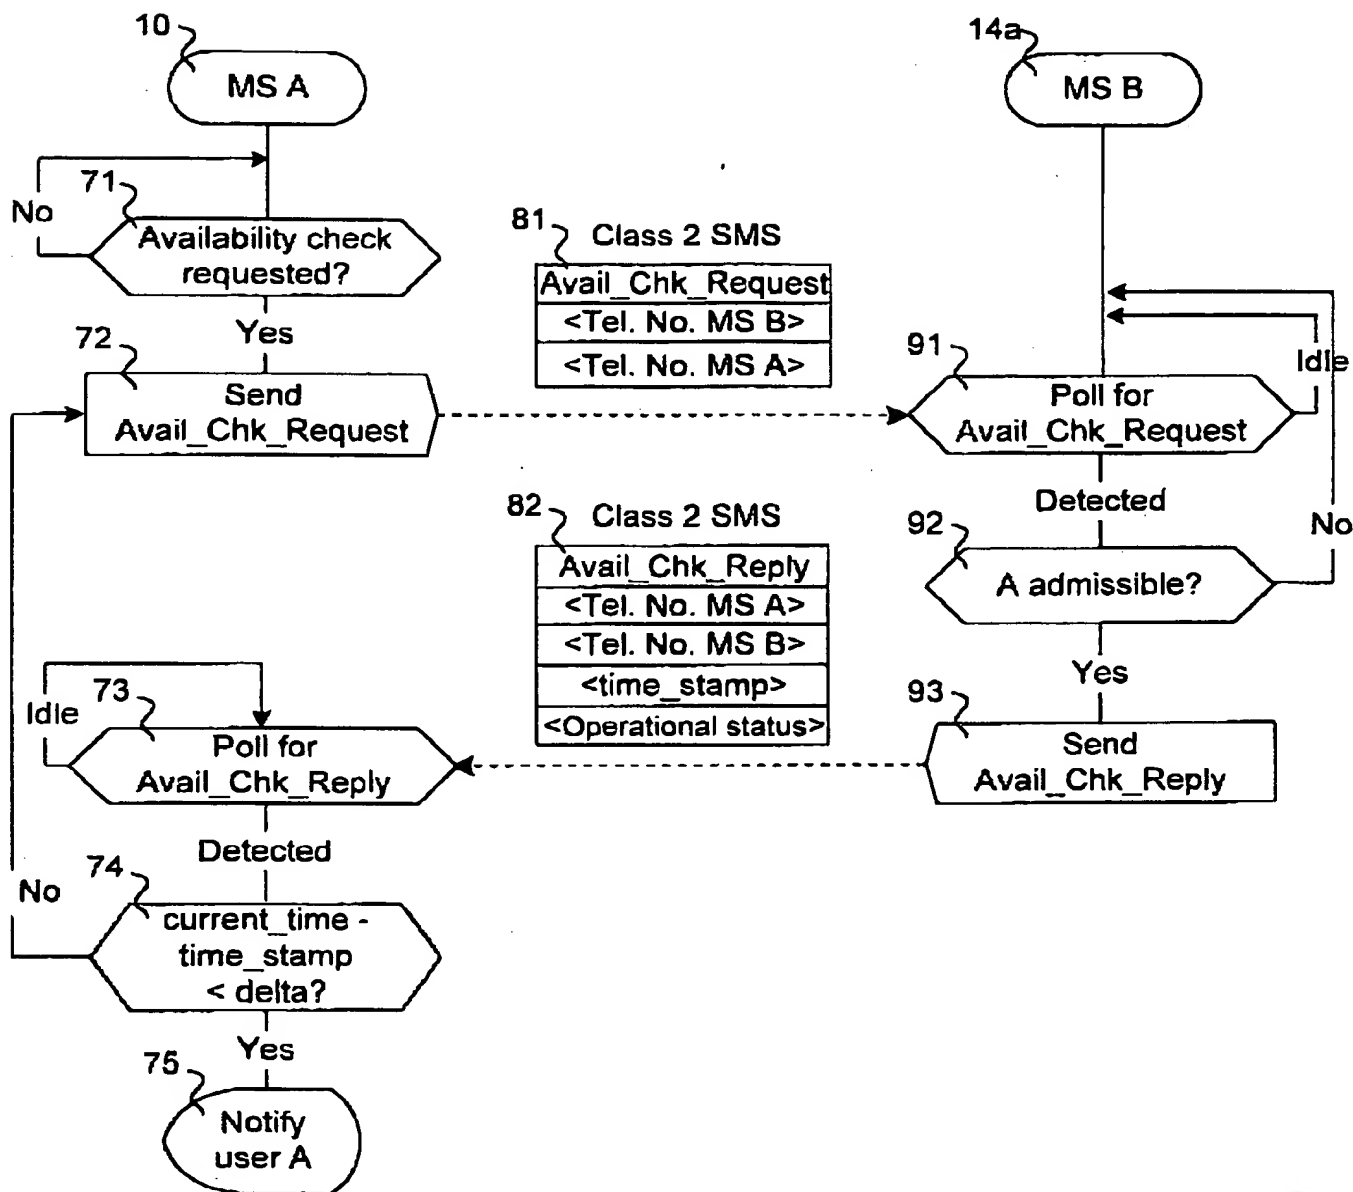 10
MS A
14a
MS B
71
No
Availability check
requested?
Yes
72
Send
Avail_Chk_Request
81
Class 2 SMS
Avail_Chk_Request
<Tel. No. MS B>
<Tel. No. MS A>
91
Idle
Poll for
Avail_Chk_Request
Detected
82
Class 2 SMS
Avail_Chk_Reply
<Tel. No. MS A>
<Tel. No. MS B>
<time_stamp>
<Operational status>
92
No
A admissible?
Yes
93
Send
Avail_Chk_Reply
73
Idle
Poll for
Avail_Chk_Reply
Detected
74
No
current_time -
time_stamp
< delta?
Yes
75
Notify
user A